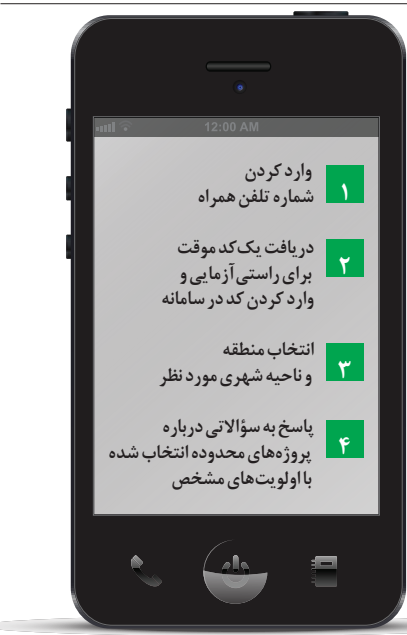 12:00 AM
۱
وارد کردن
شماره تلفن همراه
۲
دریافت یک کد موقت
برای راستی‌آزمایی و
وارد کردن کد در سامانه
۳
انتخاب منطقه
و ناحیه شهری مورد نظر
۴
پاسخ به سؤالاتی درباره
پروژه‌های محدوده انتخاب شده
با اولویت‌های مشخص